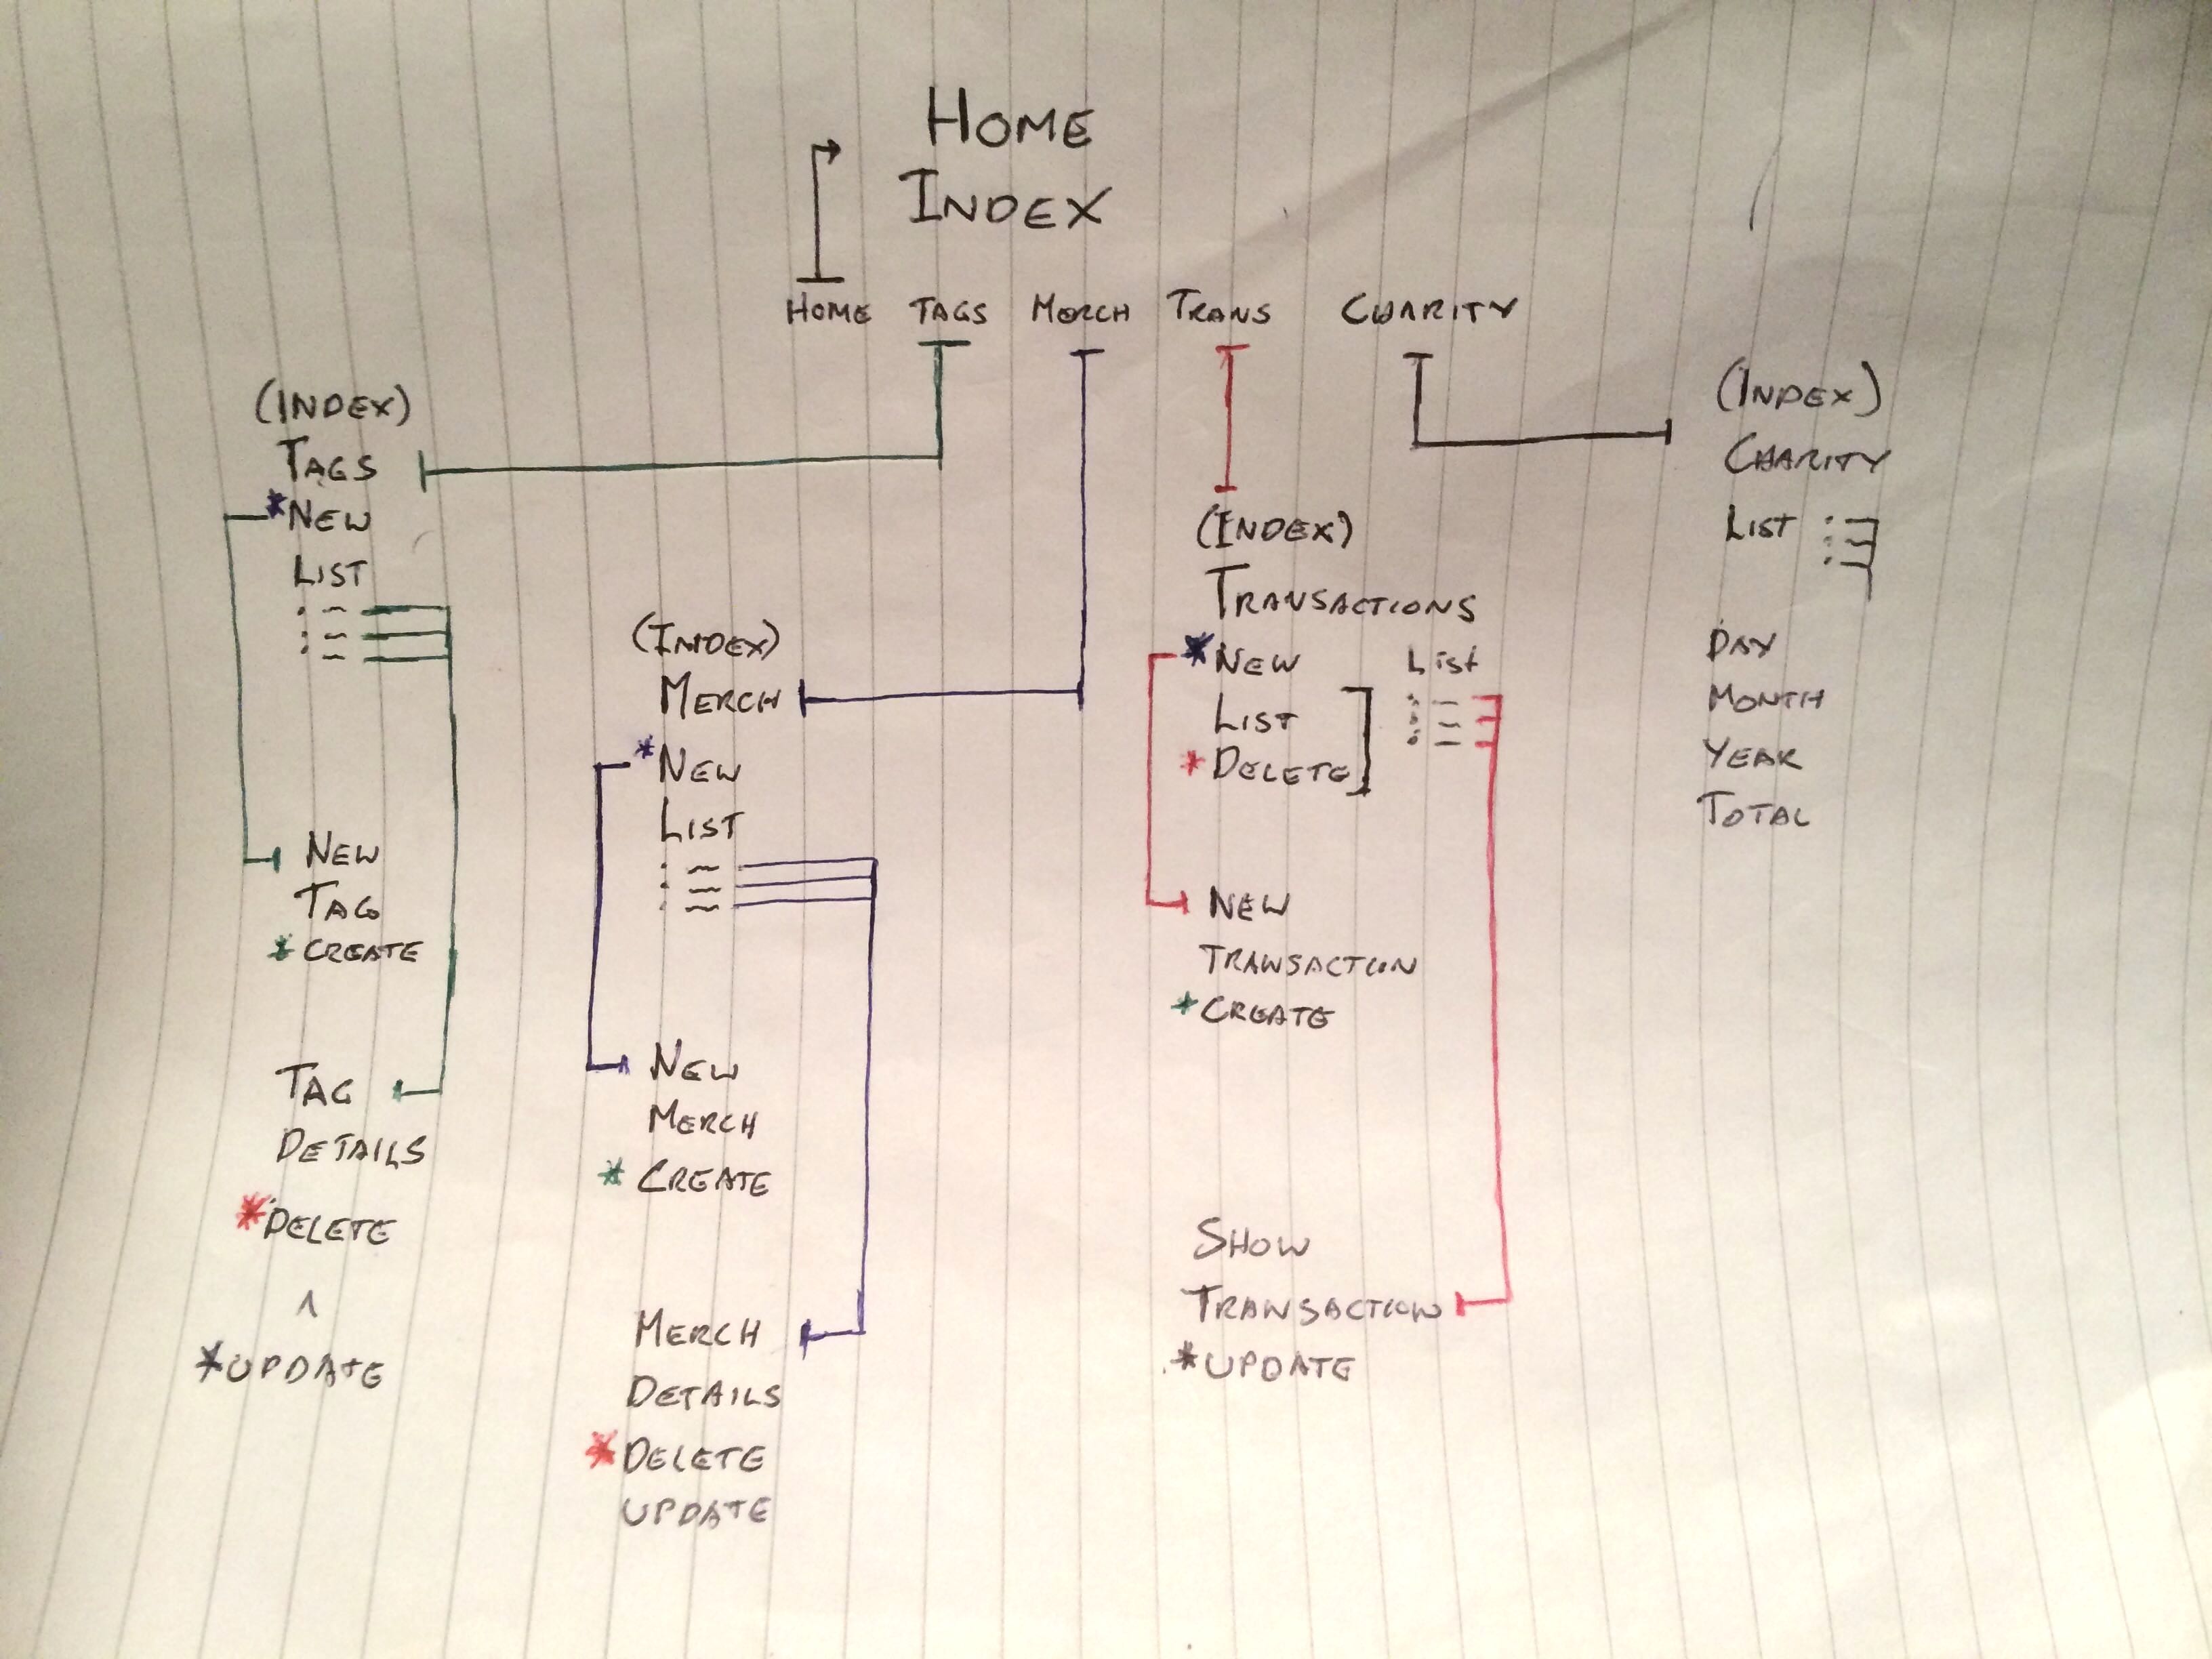 HOME
INDEX
HOME TAGS MERCH TRANS CHARITY
(INDEX)
TAGS
*NEW
LIST
NEW
TAG
*CREATE
TAG
DETAILS
*DELETE
^
*UPDATE
(INDEX)
MERCH
*NEW
LIST
NEW
MERCH
*CREATE
MERCH
DETAILS
*DELETE
UPDATE
(INDEX)
TRANSACTIONS
*NEW
LIST
*DELETE
List
NEW
TRANSACTION
*CREATE
SHOW
TRANSACTION
*UPDATE
(INDEX)
CHARITY
LIST
DAY
MONTH
YEAR
TOTAL